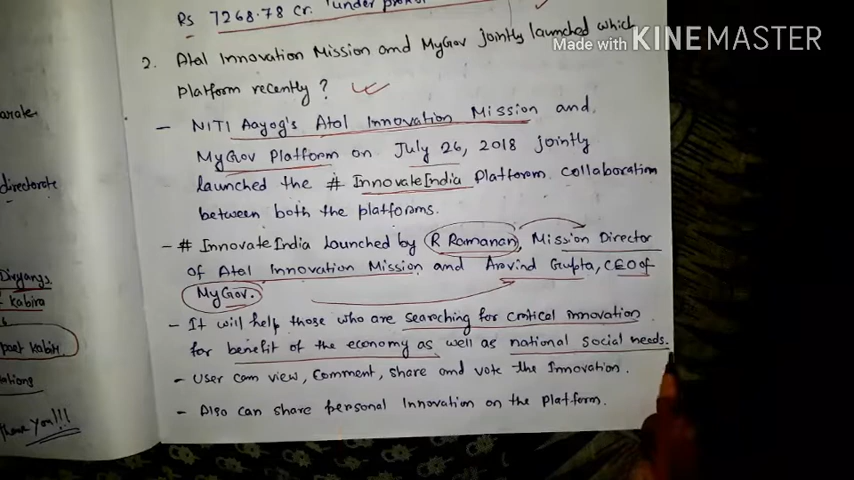 Rs 7268.78 cr. under
Made with KINEMASTER
2. Atal Innovation Mission and MyGov jointly launched which
platform recently?
- NITI Aayog's Atal Innovation Mission and
MyGov Platform on July 26, 2018 jointly
launched the # InnovateIndia Platform collaboration
between both the platforms.
- # InnovateIndia launched by R Ramanan, Mission Director
of Atal Innovation Mission and Arvind Gupta, CEO of
MyGov.
- It will help those who are searching for critical innovation
for benefit of the economy as well as national social needs.
- User can view, comment, share and vote the Innovation.
- Also can share personal Innovation on the platform.
directorate
Divyangs
Kabira
poet Kabir
Thank You!!!